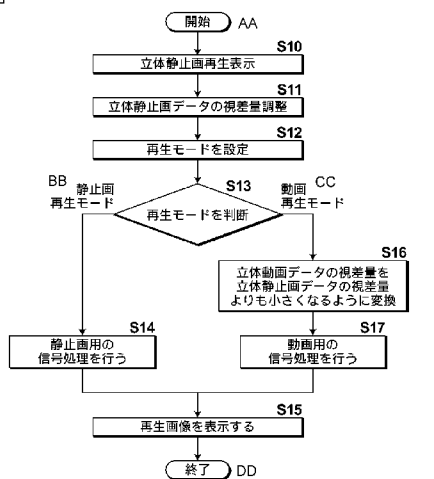 開始 AA
S10
立体静止画再生表示
S11
立体静止画データの視差量調整
S12
再生モードを設定
BB 静止画
再生モード
S13
再生モードを判断
動画 CC
再生モード
S16
立体動画データの視差量を
立体静止画データの視差量
よりも小さくなるように変換
S14
静止画用の
信号処理を行う
S17
動画用の
信号処理を行う
S15
再生画像を表示する
終了 DD